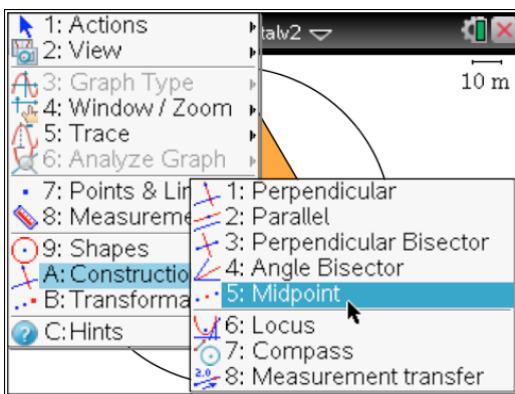 1: Actions
talv2
2: View
10 m
3: Graph Type
4: Window / Zoom
5: Trace
6: Analyze Graph
7: Points & Lin
8: Measureme
9: Shapes
A: Constructio
B: Transforma
C: Hints
1: Perpendicular
2: Parallel
3: Perpendicular Bisector
4: Angle Bisector
5: Midpoint
6: Locus
7: Compass
2.0
8: Measurement transfer